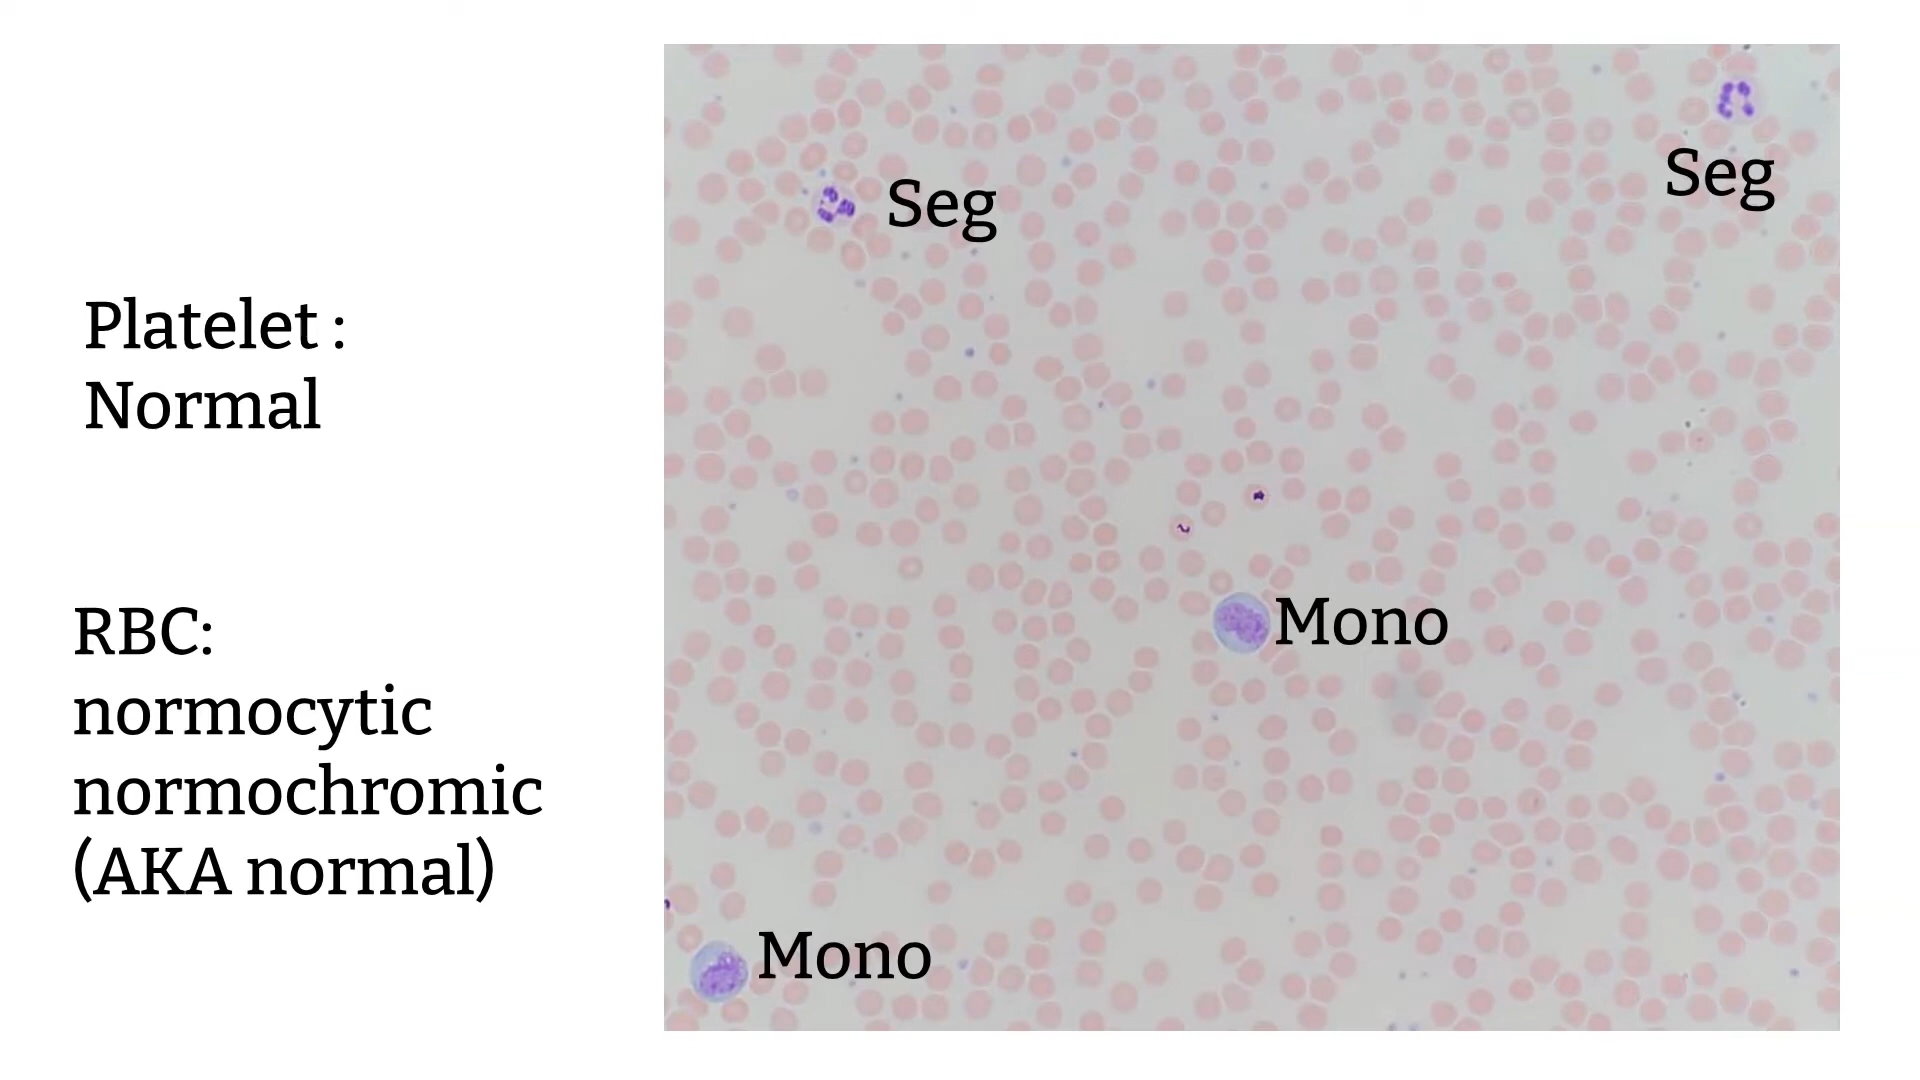 Platelet :
Normal
RBC:
normocytic
normochromic
(AKA normal)
Seg
Seg
Mono
Mono